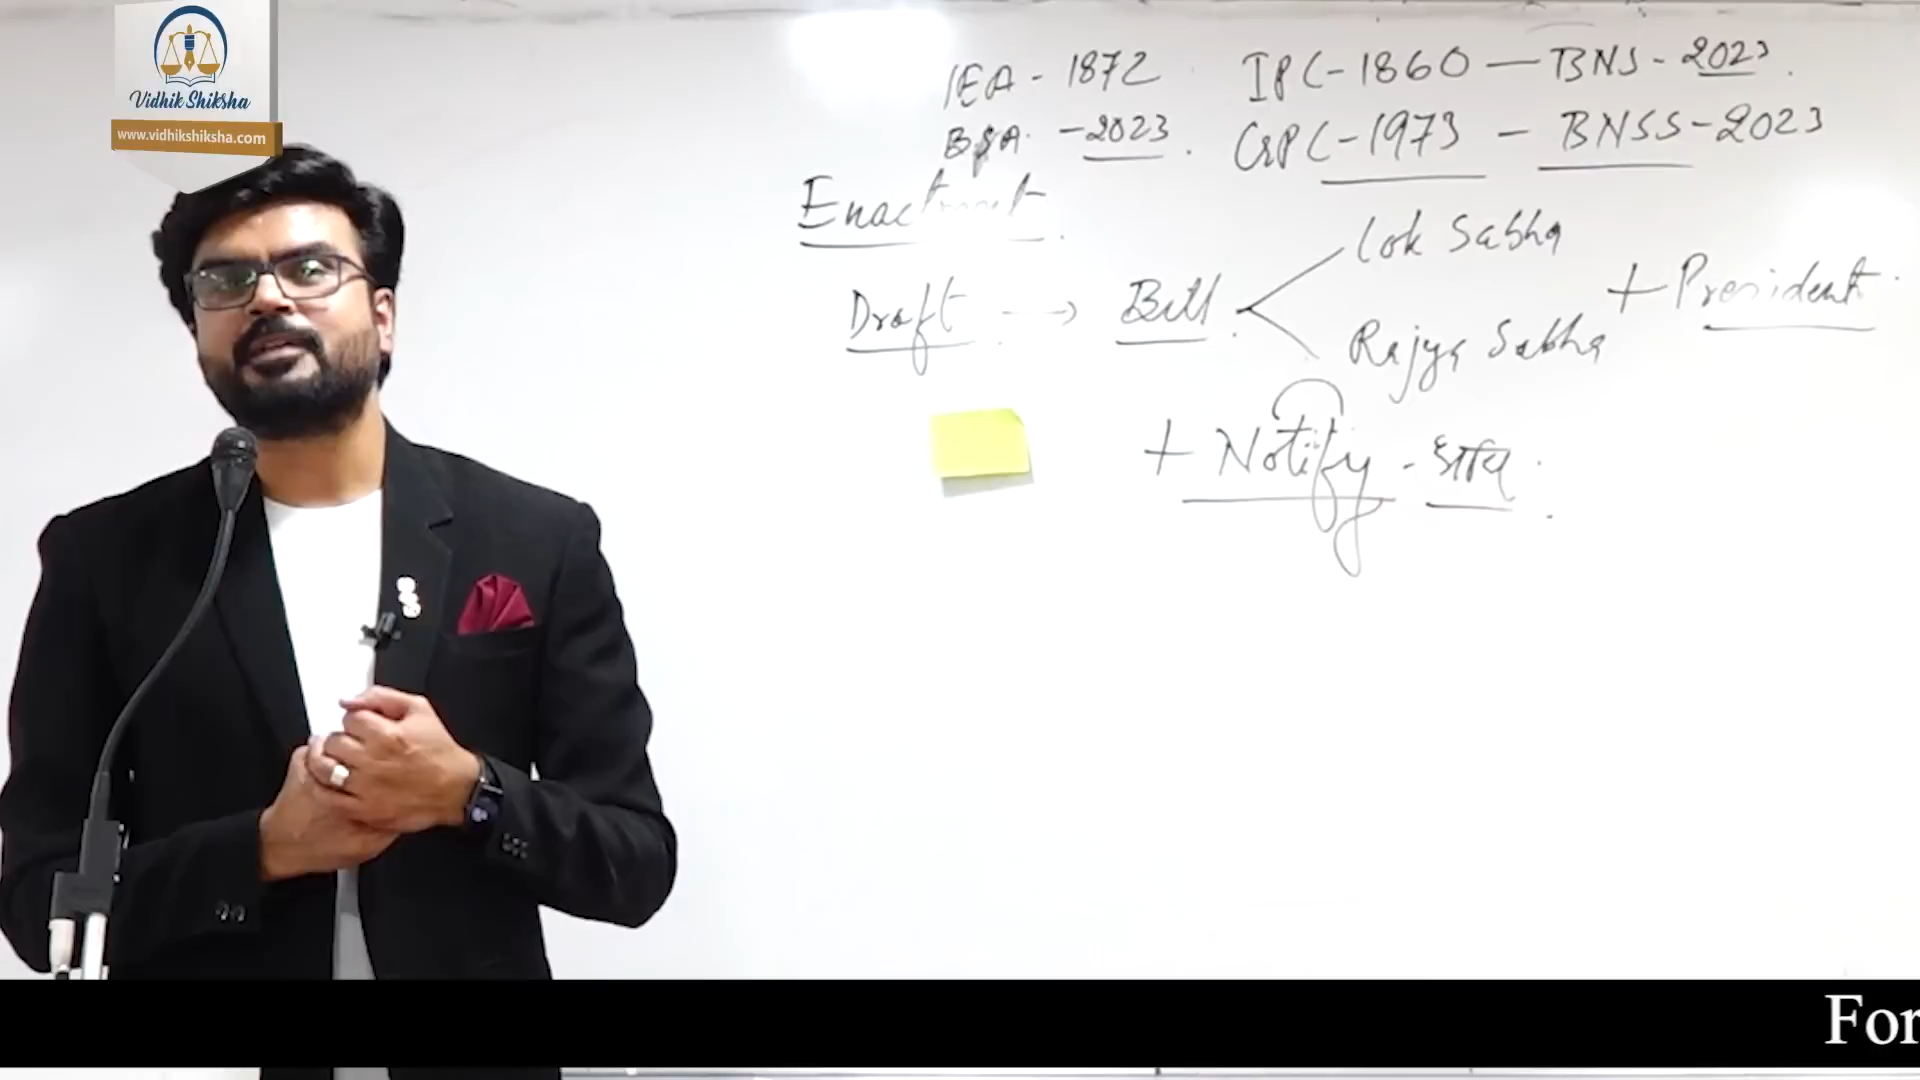 Vidhik Shiksha
www.vidhikshiksha.com
IEA - 1872 IPC - 1860 — BNS - 2023
BSA - 2023 CrPC - 1973 - BNSS - 2023
Enactment
Lok Sabha
Draft → Bill + President
Rajya Sabha
+ Notify -
For